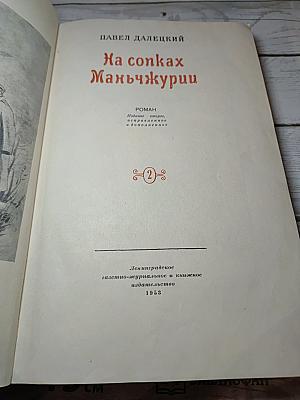 ПАВЕЛ ДАЛЕЦКИЙ
На сопках
Маньчжурии
РОМАН
Издание второе,
исправленное
и дополненное
2
Ленинградское
газетно-журнальное и книжное
издательство
1953